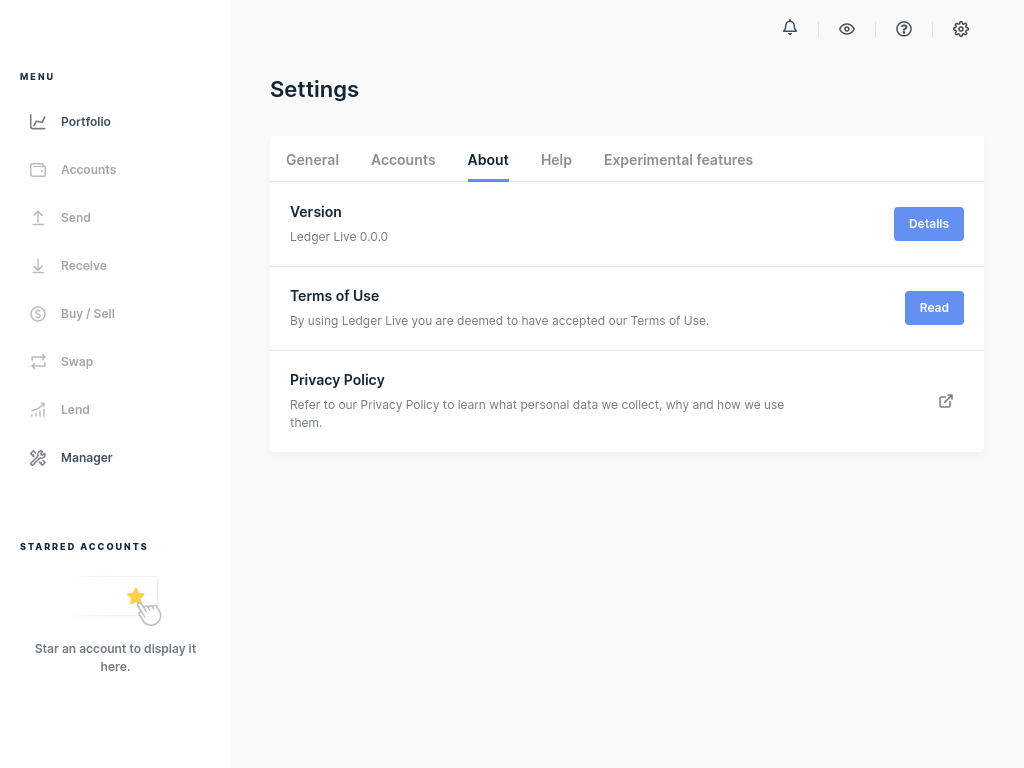 MENU
Portfolio
Accounts
Send
Receive
Buy / Sell
Swap
Lend
Manager
STARRED ACCOUNTS
Star an account to display it
here.
Settings
General Accounts About Help Experimental features
Version
Ledger Live 0.0.0
Details
Terms of Use
By using Ledger Live you are deemed to have accepted our Terms of Use.
Read
Privacy Policy
Refer to our Privacy Policy to learn what personal data we collect, why and how we use
them.